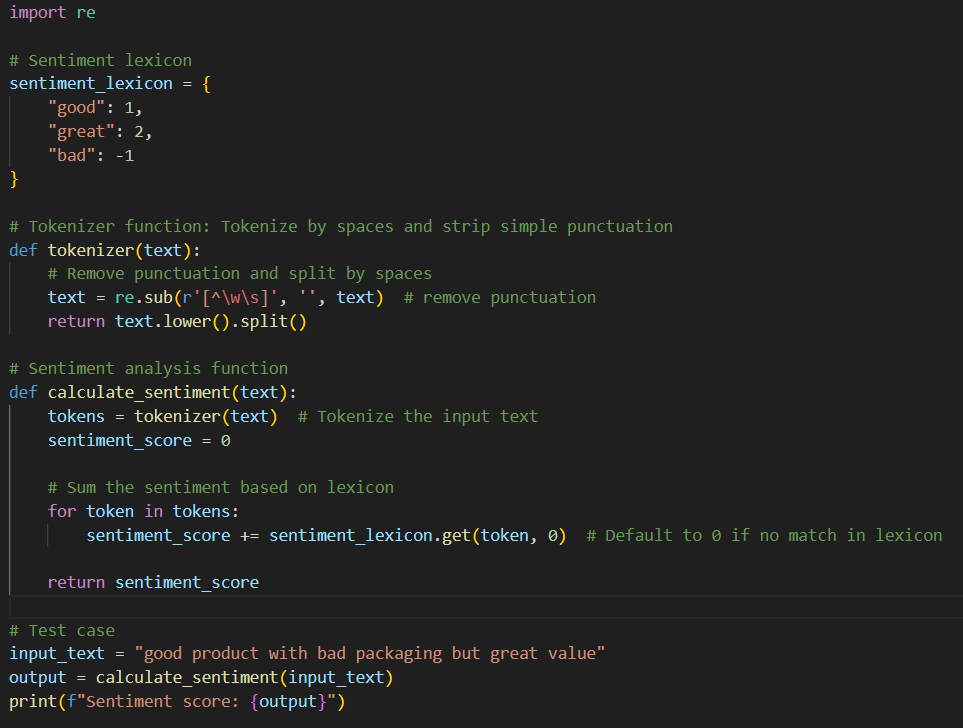 import re

# Sentiment lexicon
sentiment_lexicon = {
    "good": 1,
    "great": 2,
    "bad": -1
}

# Tokenizer function: Tokenize by spaces and strip simple punctuation
def tokenizer(text):
    # Remove punctuation and split by spaces
    text = re.sub(r'[^\w\s]', '', text)  # remove punctuation
    return text.lower().split()

# Sentiment analysis function
def calculate_sentiment(text):
    tokens = tokenizer(text)  # Tokenize the input text
    sentiment_score = 0

    # Sum the sentiment based on lexicon
    for token in tokens:
        sentiment_score += sentiment_lexicon.get(token, 0)  # Default to 0 if no match in lexicon

    return sentiment_score

# Test case
input_text = "good product with bad packaging but great value"
output = calculate_sentiment(input_text)
print(f"Sentiment score: {output}")